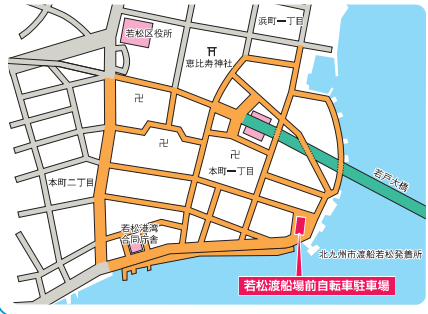 浜町一丁目
若松区役所
恵比寿神社
本町一丁目
若戸大橋
本町二丁目
若松港湾
合同庁舎
北九州市渡船若松発着所
若松渡船場前自転車駐車場